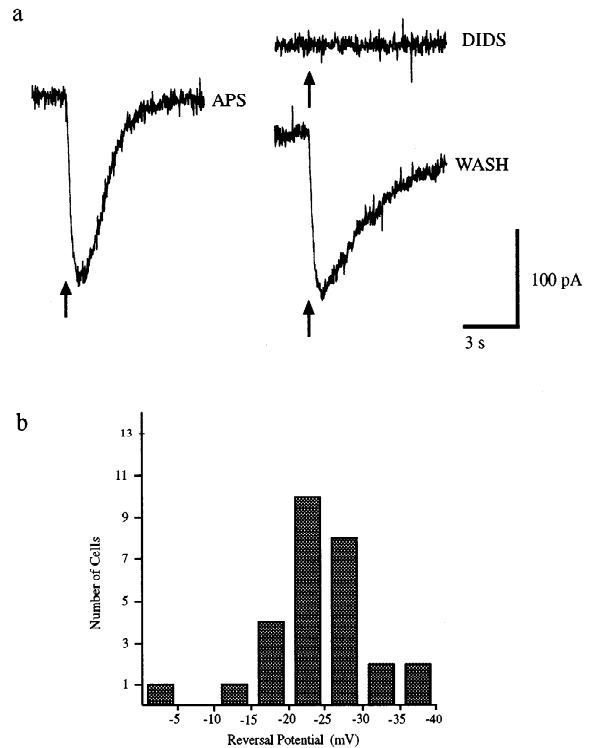 a
DIDS
APS
WASH
100 pA
3 s
b
13
11
9
7
5
3
1
Number of Cells
-5 -10 -15 -20 -25 -30 -35 -40
Reversal Potential (mV)